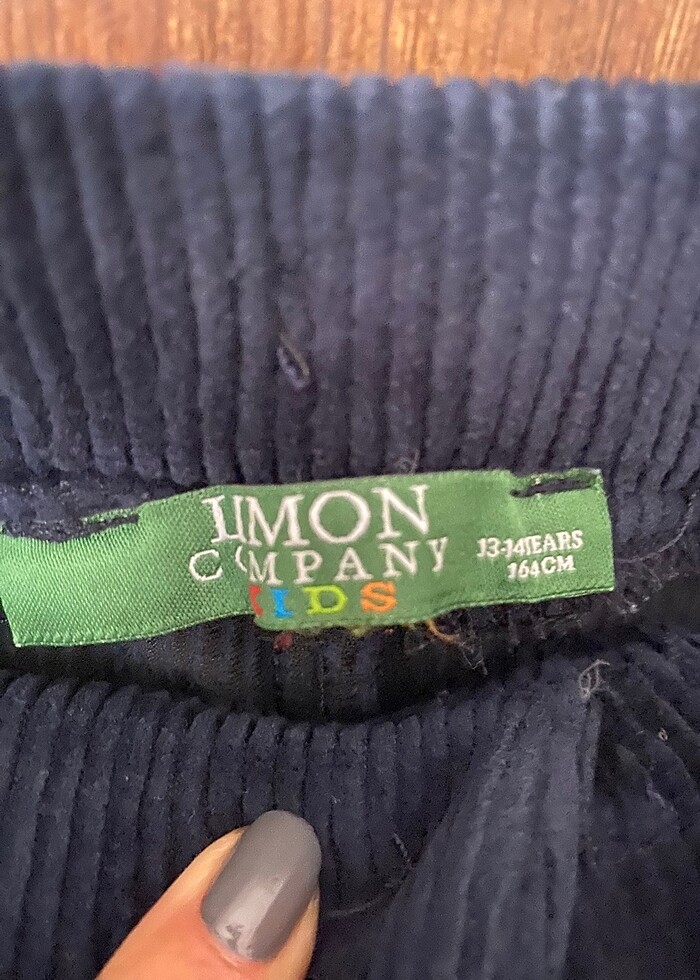 LIMON
COMPANY
KIDS
13-14YEARS
164CM